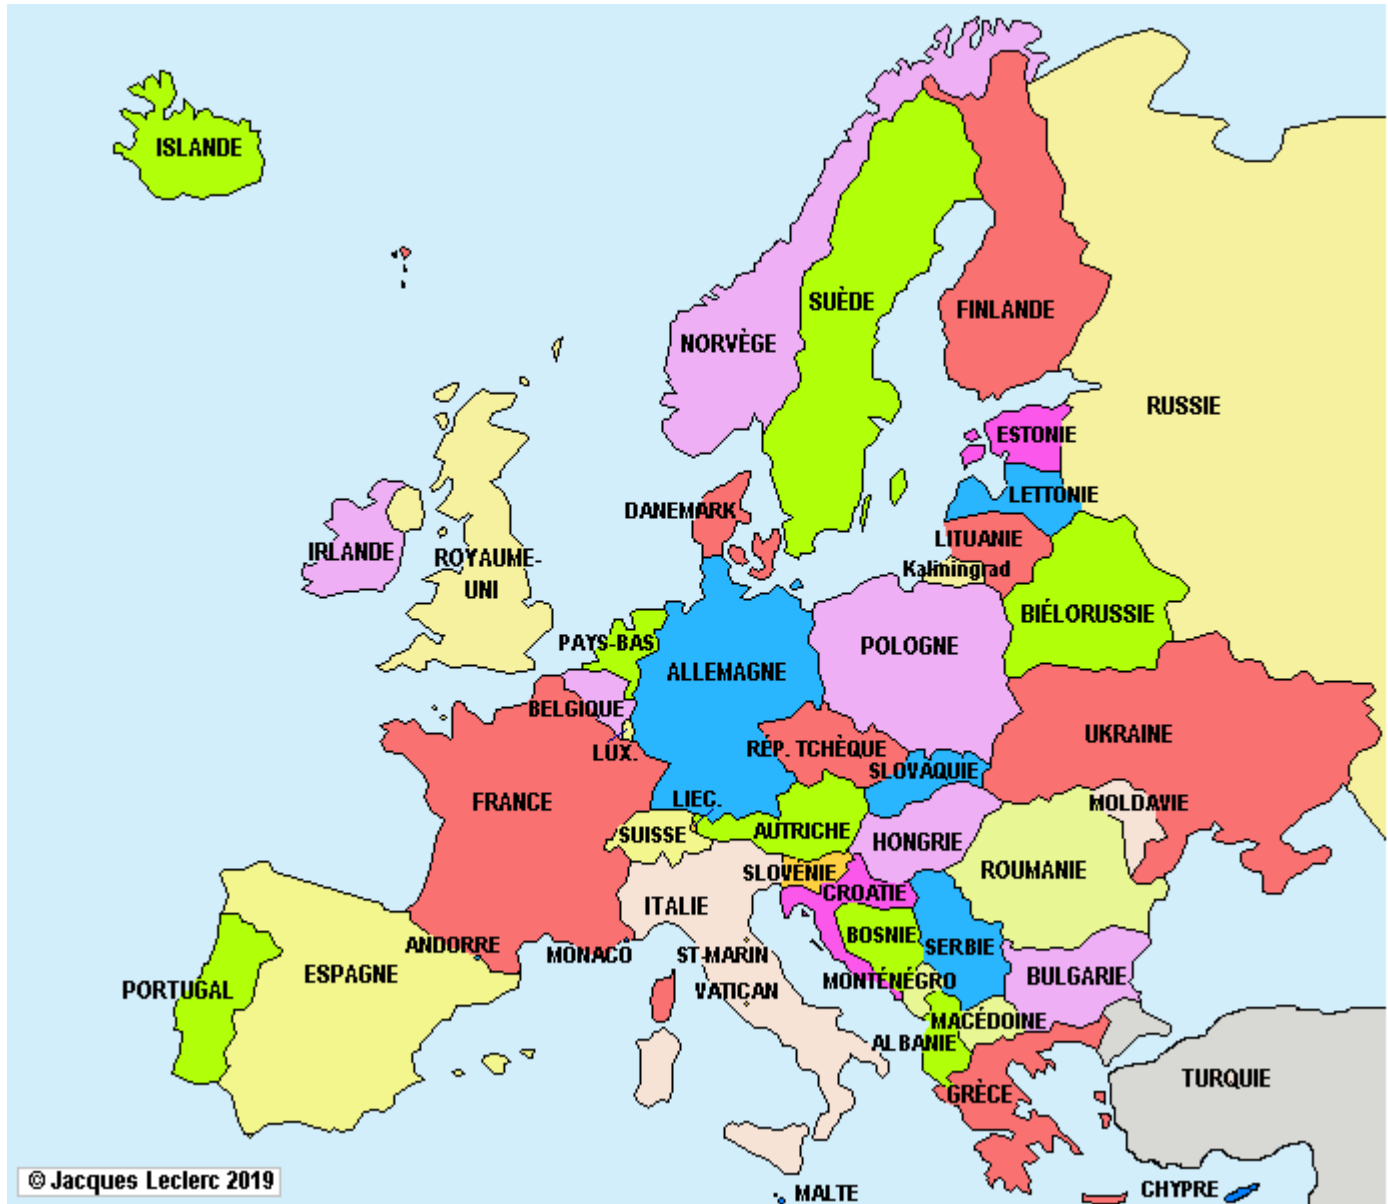 ISLANDE
SUÈDE
FINLANDE
NORVÈGE
RUSSIE
ESTONIE
LETTONIE
DANEMARK
LITUANIE
IRLANDE
ROYAUME-
UNI
Kaliningrad
BIÉLORUSSIE
PAYS-BAS
POLOGNE
ALLEMAGNE
BELGIQUE
UKRAINE
LUX.
RÉP. TCHÈQUE
SLOVAQUIE
FRANCE
LIEC.
MOLDAVIE
SUISSE
AUTRICHE
HONGRIE
ROUMANIE
SLOVÉNIE
CROATIE
ITALIE
BOSNIE
ANDORRE
MONACO
ST-MARIN
SERBIE
ESPAGNE
BULGARIE
MONTÉNÉGRO
PORTUGAL
VATICAN
MACÉDOINE
ALBANIE
TURQUIE
GRÈCE
© Jacques Leclerc 2019
MALTE
CHYPRE